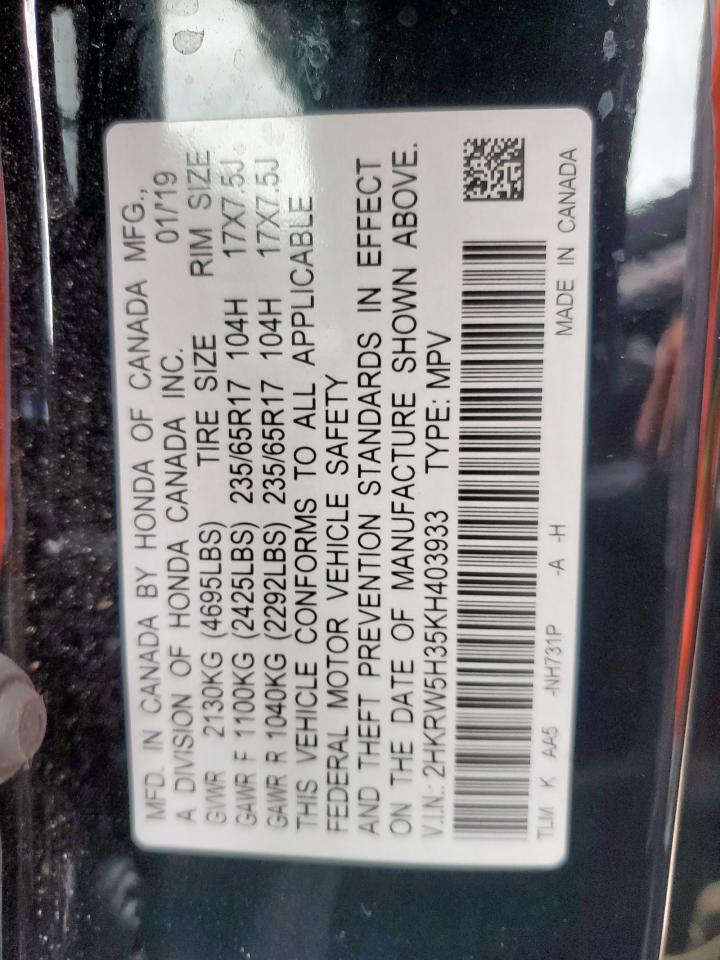 MFD. IN CANADA BY HONDA OF CANADA MFG.,
A DIVISION OF HONDA CANADA INC. 01/19
GVWR 2130KG (4695LBS) TIRE SIZE RIM SIZE
GAWR F 1100KG (2425LBS) 235/65R17 104H 17X7.5J
GAWR R 1040KG (2292LBS) 235/65R17 104H 17X7.5J
THIS VEHICLE CONFORMS TO ALL APPLICABLE
FEDERAL MOTOR VEHICLE SAFETY
AND THEFT PREVENTION STANDARDS IN EFFECT
ON THE DATE OF MANUFACTURE SHOWN ABOVE.
V.I.N.: 2HKRW5H35KH403933 TYPE: MPV
TLM K AA5 -NH731P -A -H MADE IN CANADA